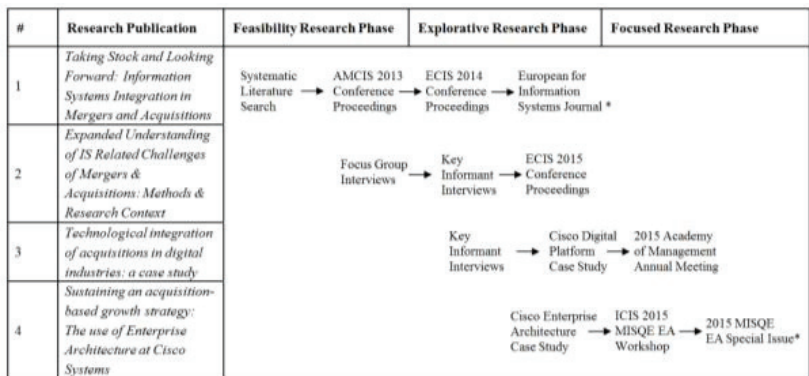 # Research Publication Feasibility Research Phase Explorative Research Phase Focused Research Phase
1
Taking Stock and Looking
Forward: Information
Systems Integration in
Mergers and Acquisitions
Systematic
Literature
Search
AMCIS 2013
Conference
Proceedings
ECIS 2014
Conference
Proceedings
European for
Information
Systems Journal *
2
Expanded Understanding
of IS Related Challenges
of Mergers &
Acquisitions: Methods &
Research Context
Focus Group
Interviews
Key
Informant
Interviews
ECIS 2015
Conference
Proceedings
3
Technological integration
of acquisitions in digital
industries: a case study
Key
Informant
Interviews
Cisco Digital
Platform
Case Study
2015 Academy
of Management
Annual Meeting
4
Sustaining an acquisition-
based growth strategy:
The use of Enterprise
Architecture at Cisco
Systems
Cisco Enterprise
Architecture
Case Study
ICIS 2015
MISQE EA
Workshop
2015 MISQE
EA Special Issue*